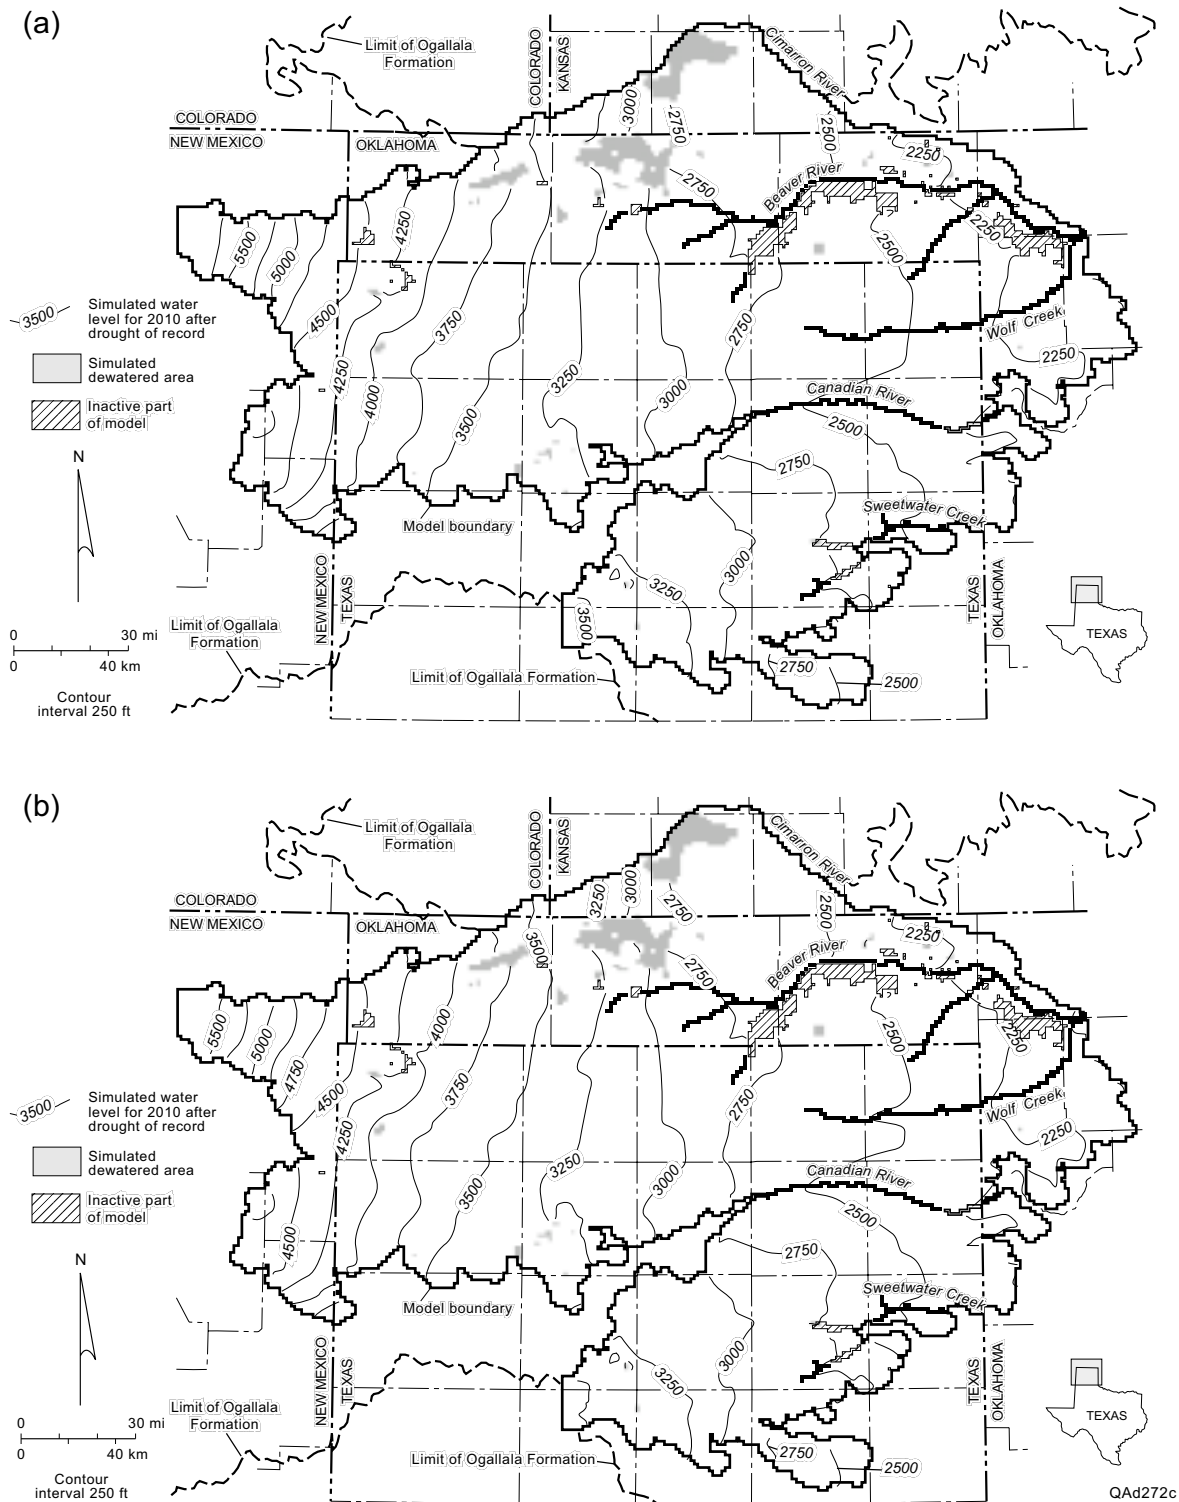 (a)
Limit of Ogallala
Formation
COLORADO
KANSAS
Cimarron River
3000
2750
2500
COLORADO
NEW MEXICO
OKLAHOMA
2250
Beaver River
2750
4250
5500
5000
2250
2500
3500
Simulated water
level for 2010 after
drought of record
4500
3750
2750
Wolf Creek
2250
Simulated
dewatered area
4250
4000
3250
3000
Canadian River
Inactive part
of model
3500
2500
2750
N
Model boundary
Sweetwater Creek
3000
3250
NEW MEXICO
TEXAS
TEXAS
OKLAHOMA
3500
0 30 mi
0 40 km
Limit of Ogallala
Formation
TEXAS
Limit of Ogallala Formation
2750
2500
Contour
interval 250 ft
(b)
Limit of Ogallala
Formation
COLORADO
KANSAS
Cimarron River
3250
3000
2750
2500
COLORADO
NEW MEXICO
OKLAHOMA
2250
3500
Beaver River
2750
5500
5000
4000
2500
2250
4750
3750
3500
Simulated water
level for 2010 after
drought of record
4500
2750
Wolf Creek
4250
2250
Simulated
dewatered area
3250
3000
Canadian River
3500
Inactive part
of model
2500
4500
2750
N
Model boundary
Sweetwater Creek
3000
3250
NEW MEXICO
TEXAS
TEXAS
OKLAHOMA
Limit of Ogallala
Formation
0 30 mi
0 40 km
TEXAS
Limit of Ogallala Formation
2750
2500
Contour
interval 250 ft
QAd272c